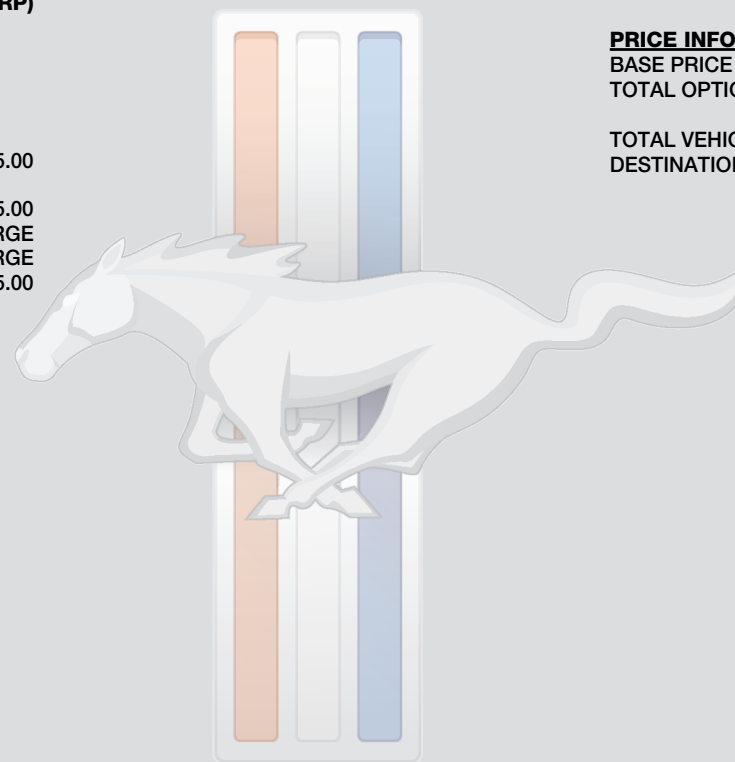 RP)
5.00
5.00
RGE
RGE
5.00
PRICE INFO
BASE PRICE
TOTAL OPTIO
TOTAL VEHIC
DESTINATION